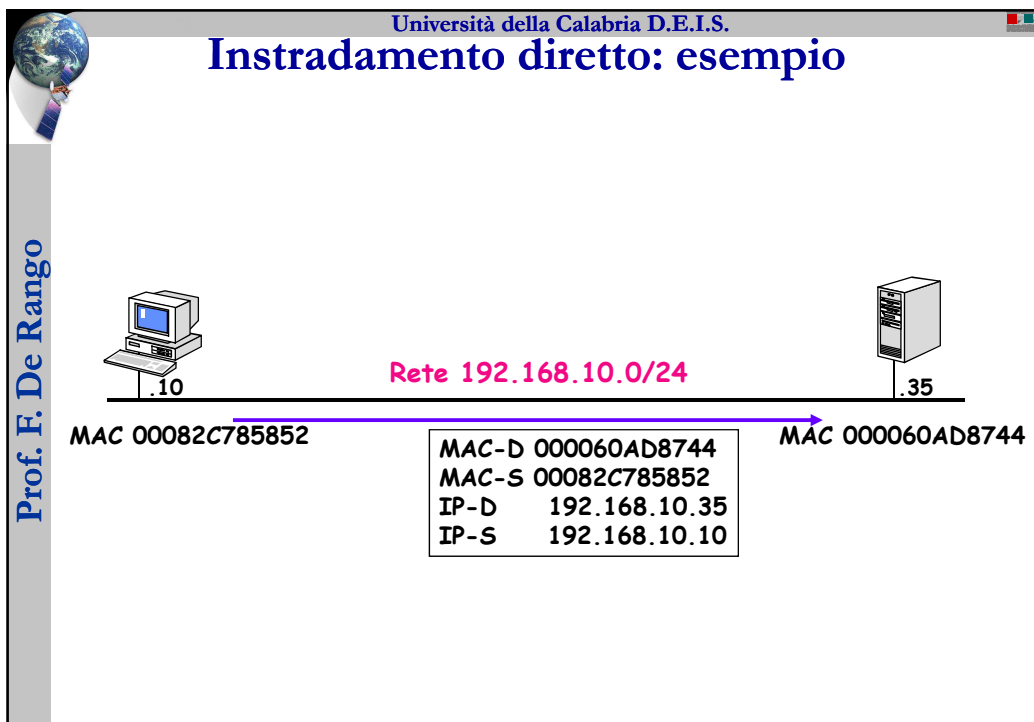 Università della Calabria D.E.I.S.
Instradamento diretto: esempio
Prof. F. De Rango
Rete 192.168.10.0/24
.10
.35
MAC 00082C785852
MAC 000060AD8744
MAC-D 000060AD8744
MAC-S 00082C785852
IP-D 192.168.10.35
IP-S 192.168.10.10